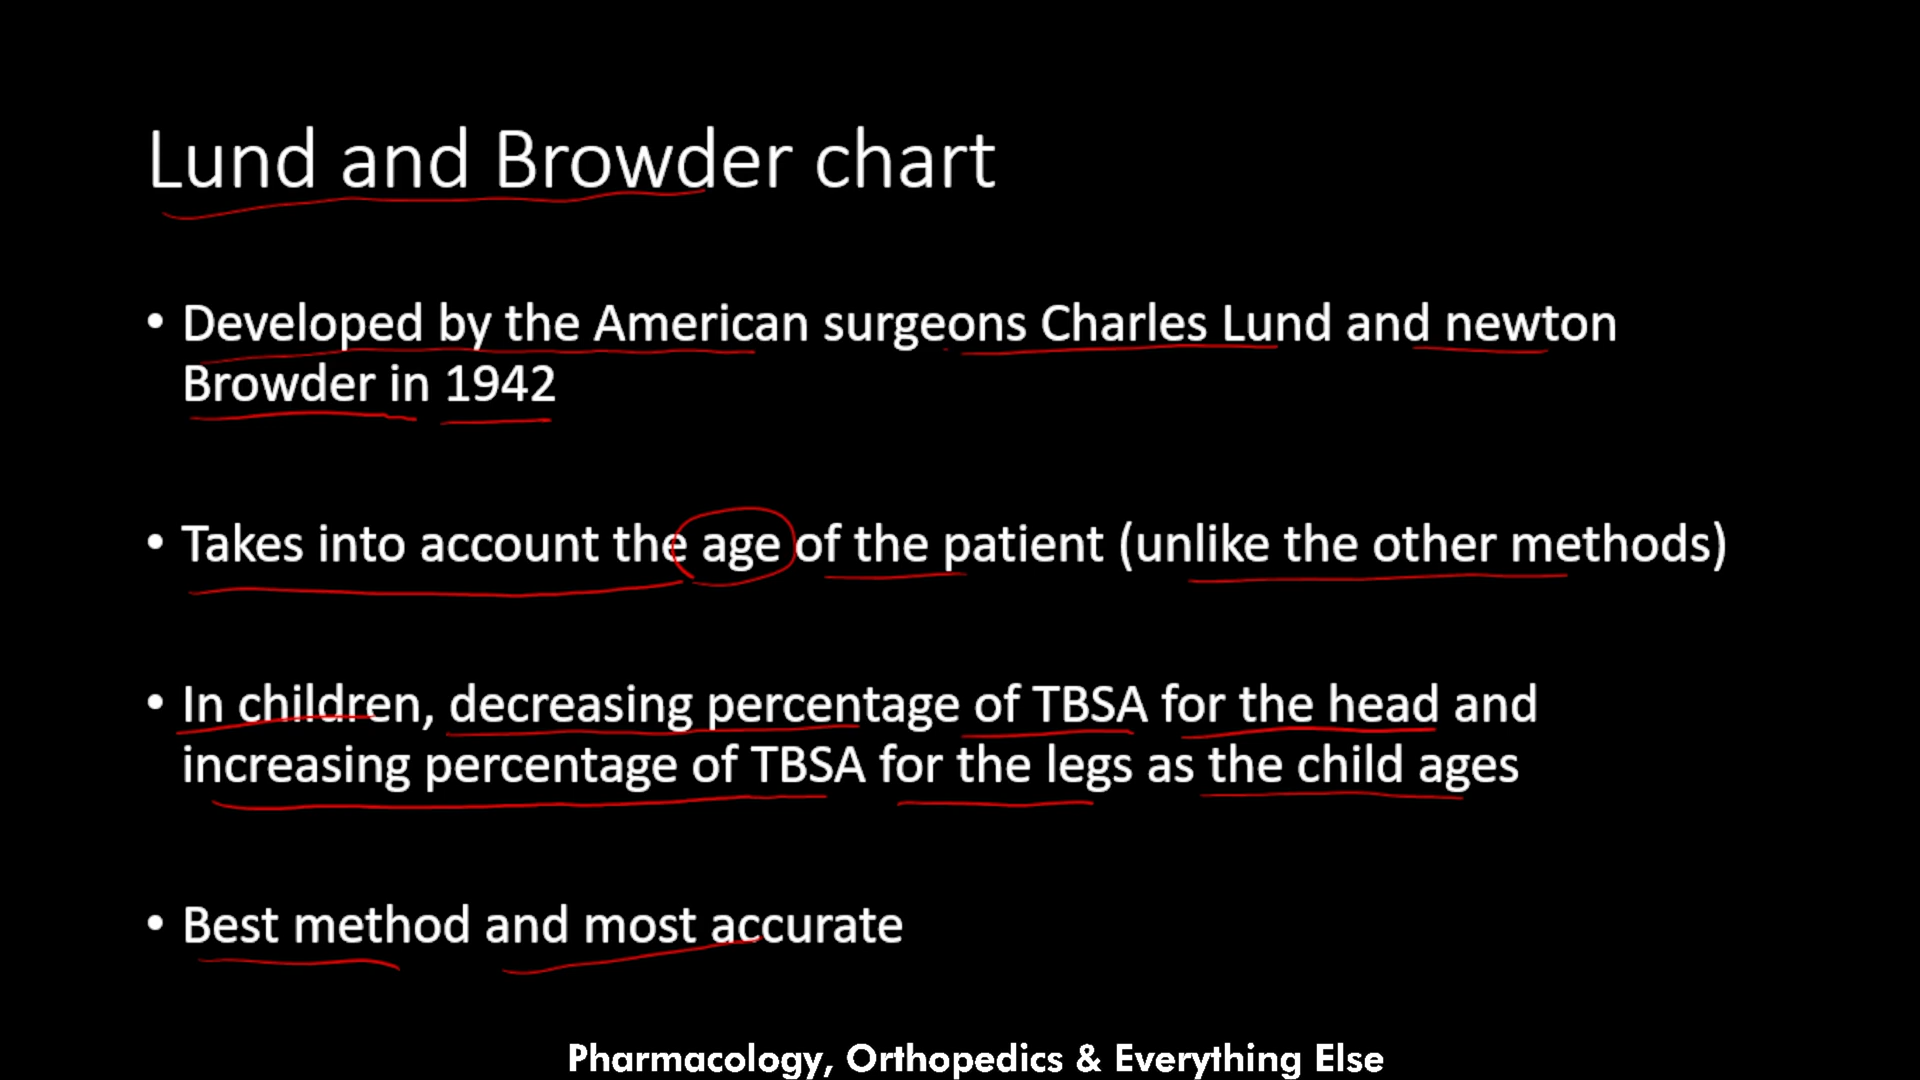 Lund and Browder chart
• Developed by the American surgeons Charles Lund and newton
Browder in 1942
• Takes into account the age of the patient (unlike the other methods)
• In children, decreasing percentage of TBSA for the head and
increasing percentage of TBSA for the legs as the child ages
• Best method and most accurate
Pharmacology, Orthopedics & Everything Else